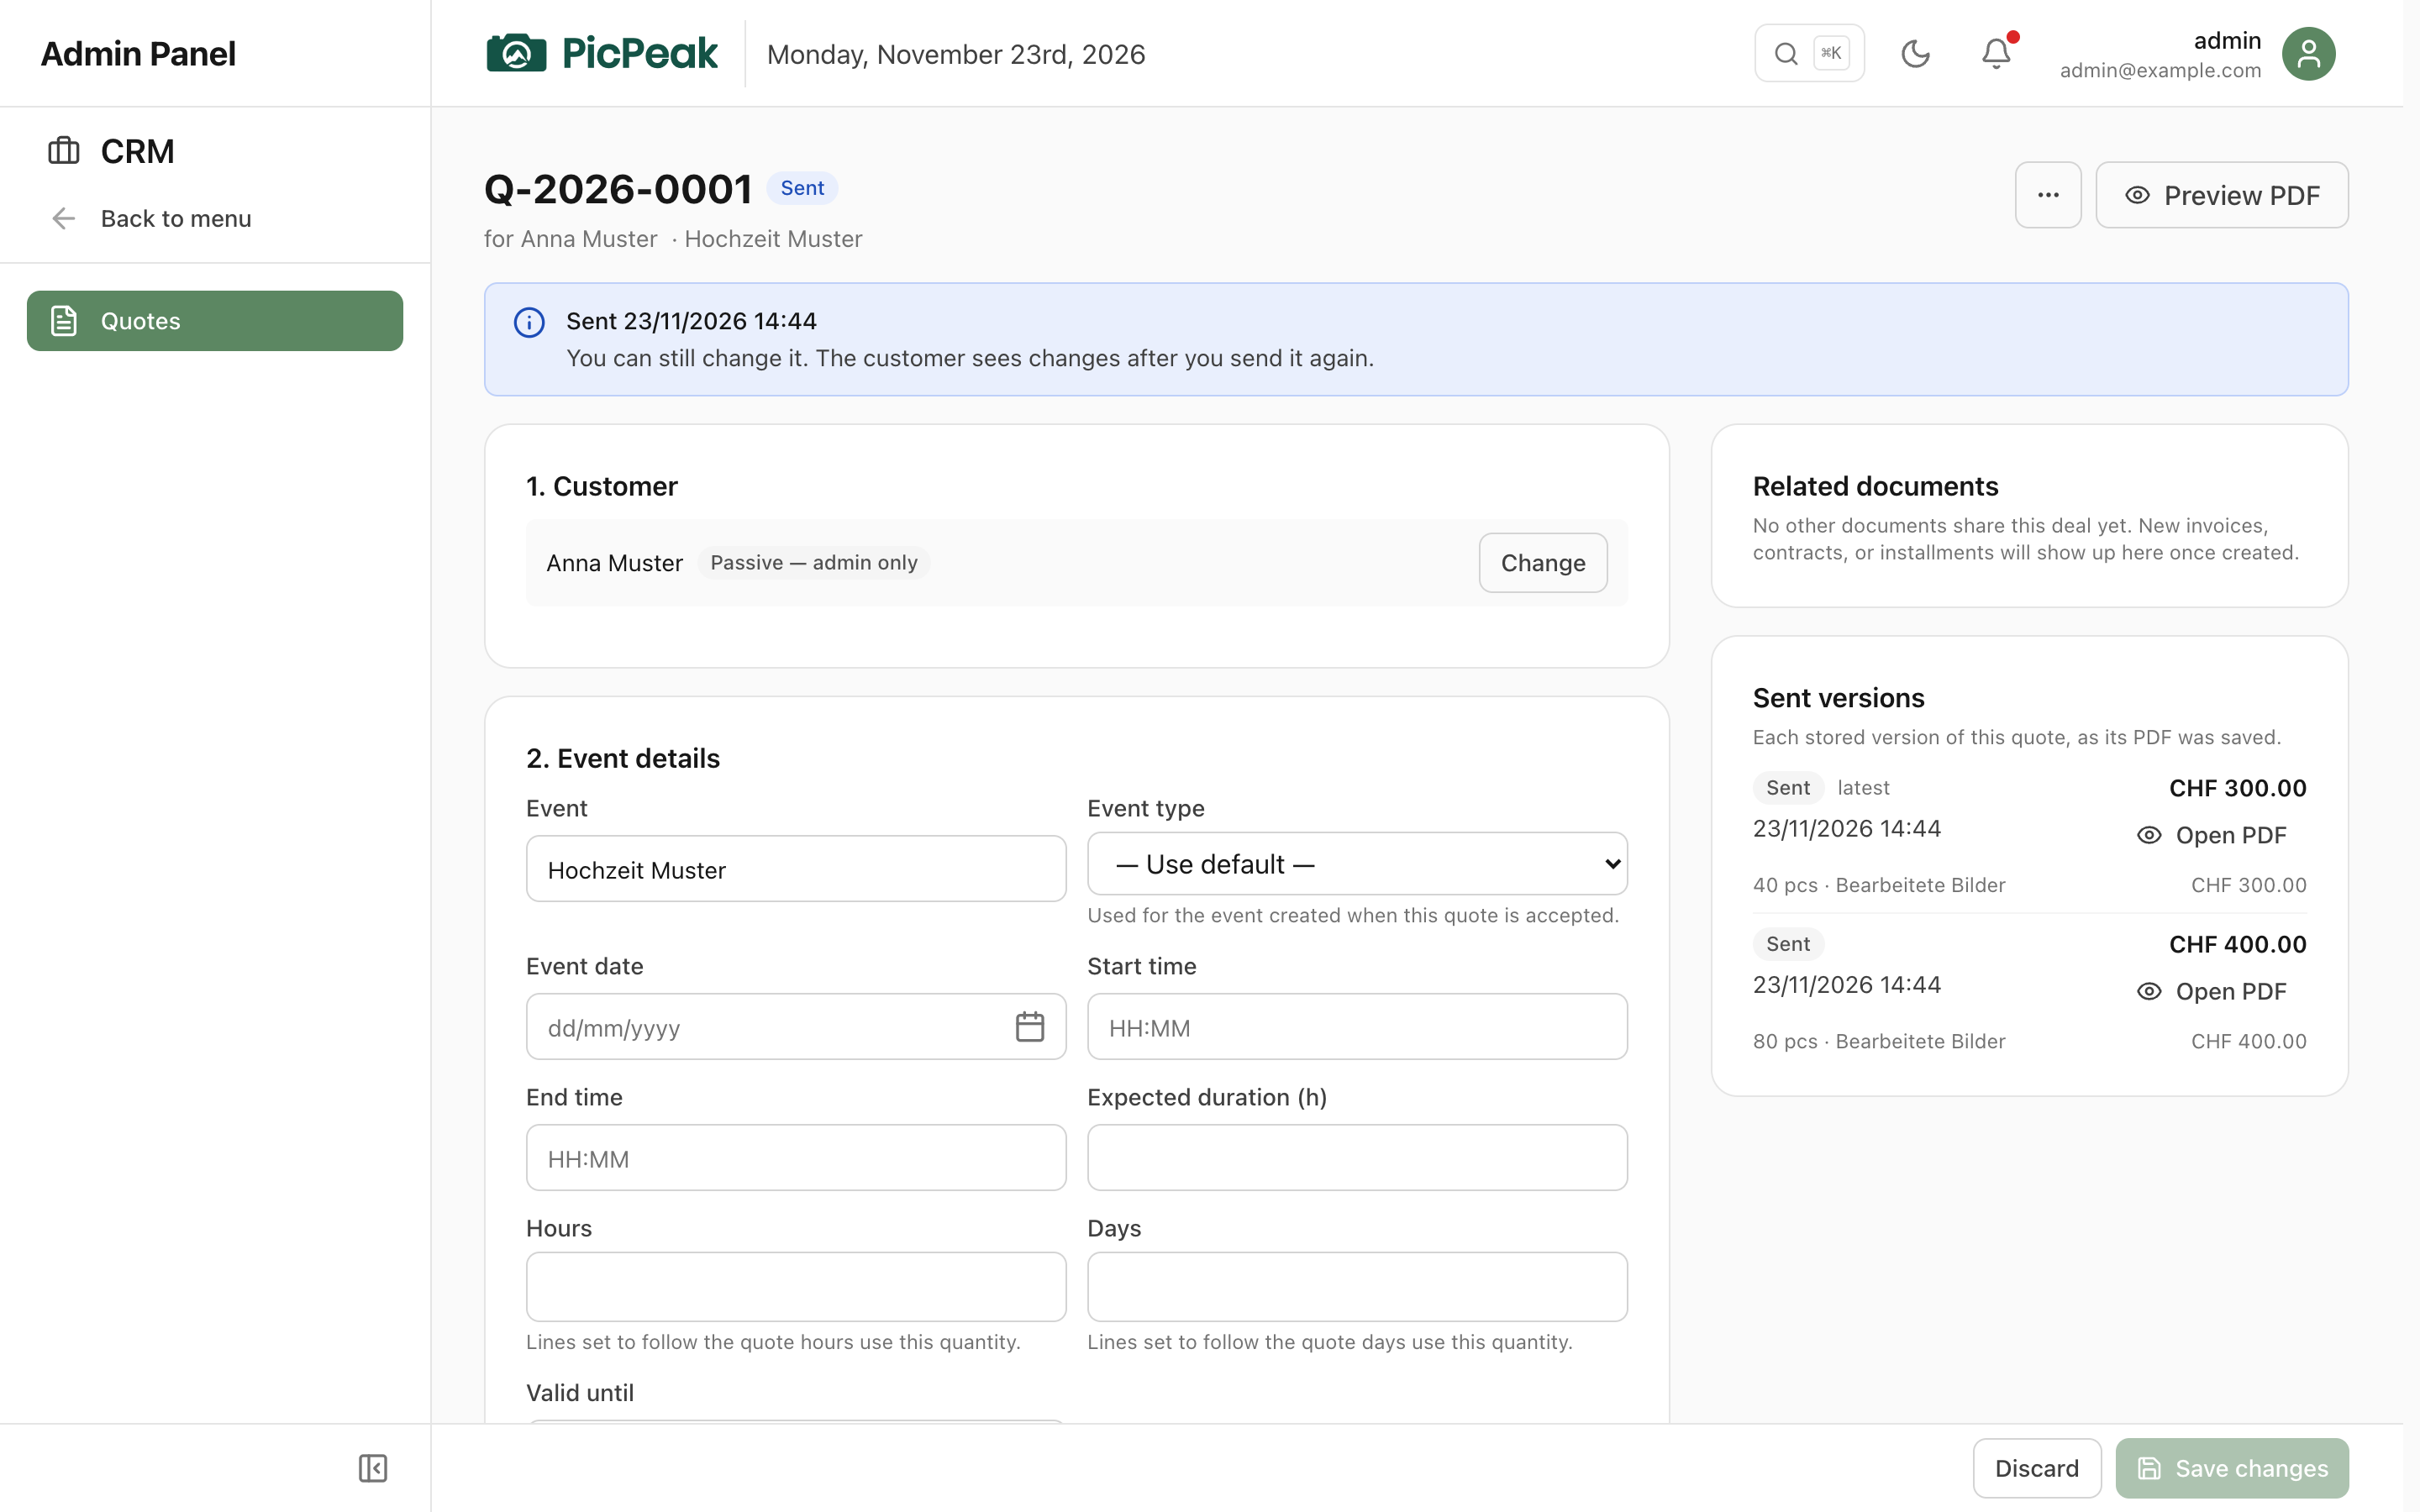 Admin Panel
PicPeak
Monday, November 23rd, 2026
⌘K
admin
admin@example.com
CRM
Back to menu
Quotes
Q-2026-0001
Sent
for Anna Muster · Hochzeit Muster
Preview PDF
Sent 23/11/2026 14:44
You can still change it. The customer sees changes after you send it again.
1. Customer
Anna Muster
Passive — admin only
Change
2. Event details
Event
Hochzeit Muster
Event type
— Use default —
Used for the event created when this quote is accepted.
Event date
dd/mm/yyyy
Start time
HH:MM
End time
HH:MM
Expected duration (h)
Hours
Lines set to follow the quote hours use this quantity.
Days
Lines set to follow the quote days use this quantity.
Valid until
Related documents
No other documents share this deal yet. New invoices,
contracts, or installments will show up here once created.
Sent versions
Each stored version of this quote, as its PDF was saved.
Sent latest CHF 300.00
23/11/2026 14:44 Open PDF
40 pcs · Bearbeitete Bilder CHF 300.00
Sent CHF 400.00
23/11/2026 14:44 Open PDF
80 pcs · Bearbeitete Bilder CHF 400.00
Discard
Save changes